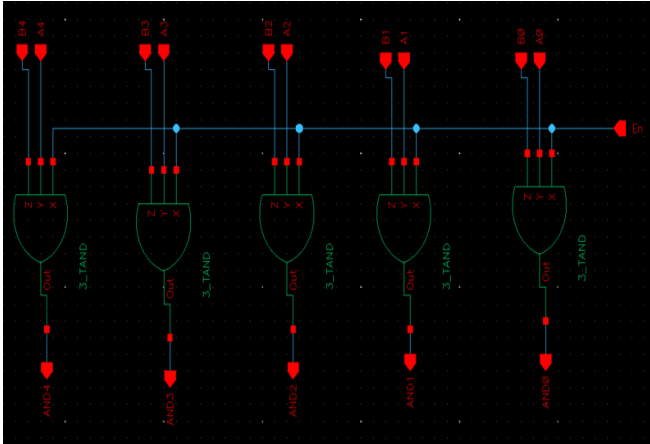 B4 A4 B3 A3 B2 A2 B1 A1 B0 A0
En
Z Y X Z Y X Z Y X Z Y X Z Y X
Out 3_TAND Out 3_TAND Out 3_TAND Out 3_TAND Out 3_TAND
AND4 AND3 AND2 AND1 AND0